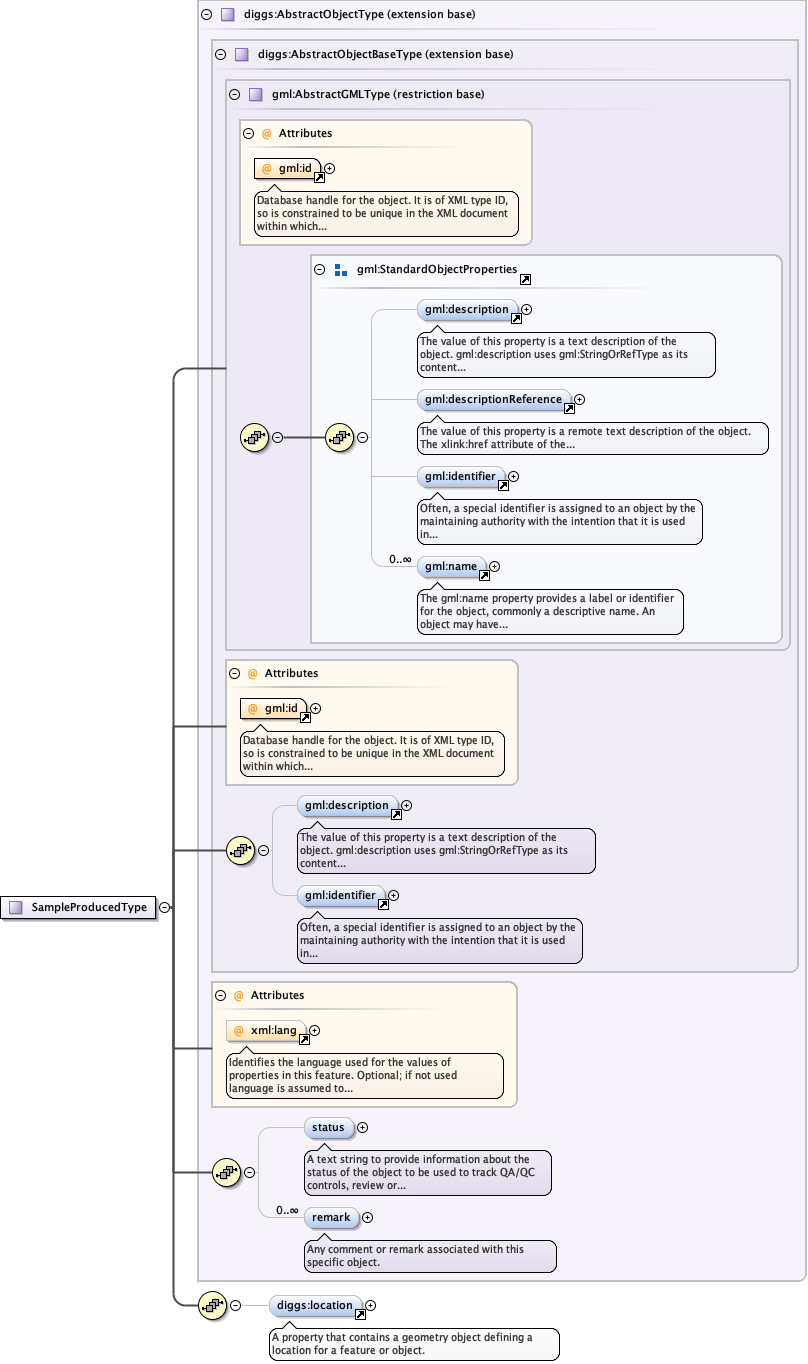 diggs:AbstractObjectType (extension base)
diggs:AbstractObjectBaseType (extension base)
gml:AbstractGMLType (restriction base)
@ Attributes
@ gml:id
Database handle for the object. It is of XML type ID,
so is constrained to be unique in the XML document
within which...
gml:StandardObjectProperties
gml:description
The value of this property is a text description of the
object. gml:description uses gml:StringOrRefType as its
content...
gml:descriptionReference
The value of this property is a remote text description of the object.
The xlink:href attribute of the...
gml:identifier
Often, a special identifier is assigned to an object by the
maintaining authority with the intention that it is used
in...
0..∞
gml:name
The gml:name property provides a label or identifier
for the object, commonly a descriptive name. An
object may have...
@ Attributes
@ gml:id
Database handle for the object. It is of XML type ID,
so is constrained to be unique in the XML document
within which...
gml:description
The value of this property is a text description of the
object. gml:description uses gml:StringOrRefType as its
content...
gml:identifier
Often, a special identifier is assigned to an object by the
maintaining authority with the intention that it is used
in...
SampleProducedType
@ Attributes
@ xml:lang
Identifies the language used for the values of
properties in this feature. Optional; if not used
language is assumed to...
status
A text string to provide information about the
status of the object to be used to track QA/QC
controls, review or...
0..∞
remark
Any comment or remark associated with this
specific object.
diggs:location
A property that contains a geometry object defining a
location for a feature or object.